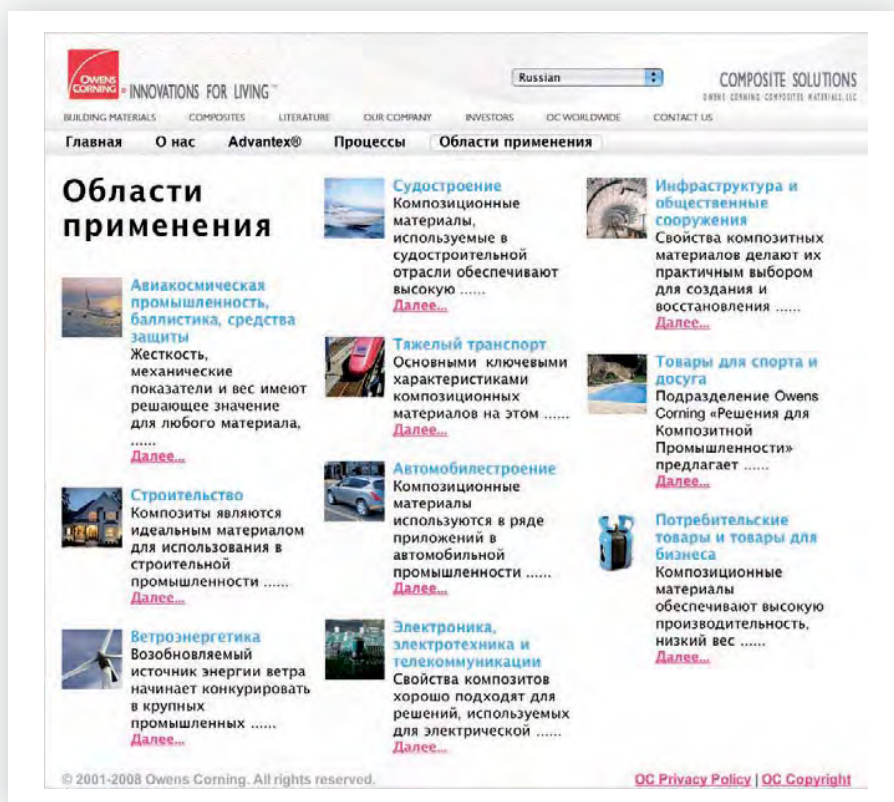 OWENS CORNING
INNOVATIONS FOR LIVING™
Russian
COMPOSITE SOLUTIONS
OWENS CORNING COMPOSITES MATERIALS, LLC
BUILDING MATERIALS COMPOSITES LITERATURE OUR COMPANY INVESTORS OC WORLDWIDE CONTACT US
Главная О нас Advantex® Процессы Области применения
Области
применения
Авиакосмическая
промышленность,
баллистика, средства
защиты
Жесткость,
механические
показатели и вес имеют
решающее значение
для любого материала,
......
Далее...
Строительство
Композиты являются
идеальным материалом
для использования в
строительной
промышленности ......
Далее...
Ветроэнергетика
Возобновляемый
источник энергии ветра
начинает конкурировать
в крупных
промышленных ......
Далее...
Судостроение
Композиционные
материалы,
используемые в
судостроительной
отрасли обеспечивают
высокую ......
Далее...
Тяжелый транспорт
Основными ключевыми
характеристиками
композиционных
материалов на этом ......
Далее...
Автомобилестроение
Композиционные
материалы
используются в ряде
приложений в
автомобильной
промышленности ......
Далее...
Электроника,
электротехника и
телекоммуникации
Свойства композитов
хорошо подходят для
решений, используемых
для электрической ......
Далее...
Инфраструктура и
общественные
сооружения
Свойства композитных
материалов делают их
практичным выбором
для создания и
восстановления ......
Далее...
Товары для спорта и
досуга
Подразделение Owens
Corning «Решения для
Композитной
Промышленности»
предлагает ......
Далее...
Потребительские
товары и товары для
бизнеса
Композиционные
материалы
обеспечивают высокую
производительность,
низкий вес ......
Далее...
© 2001-2008 Owens Corning. All rights reserved.
OC Privacy Policy | OC Copyright